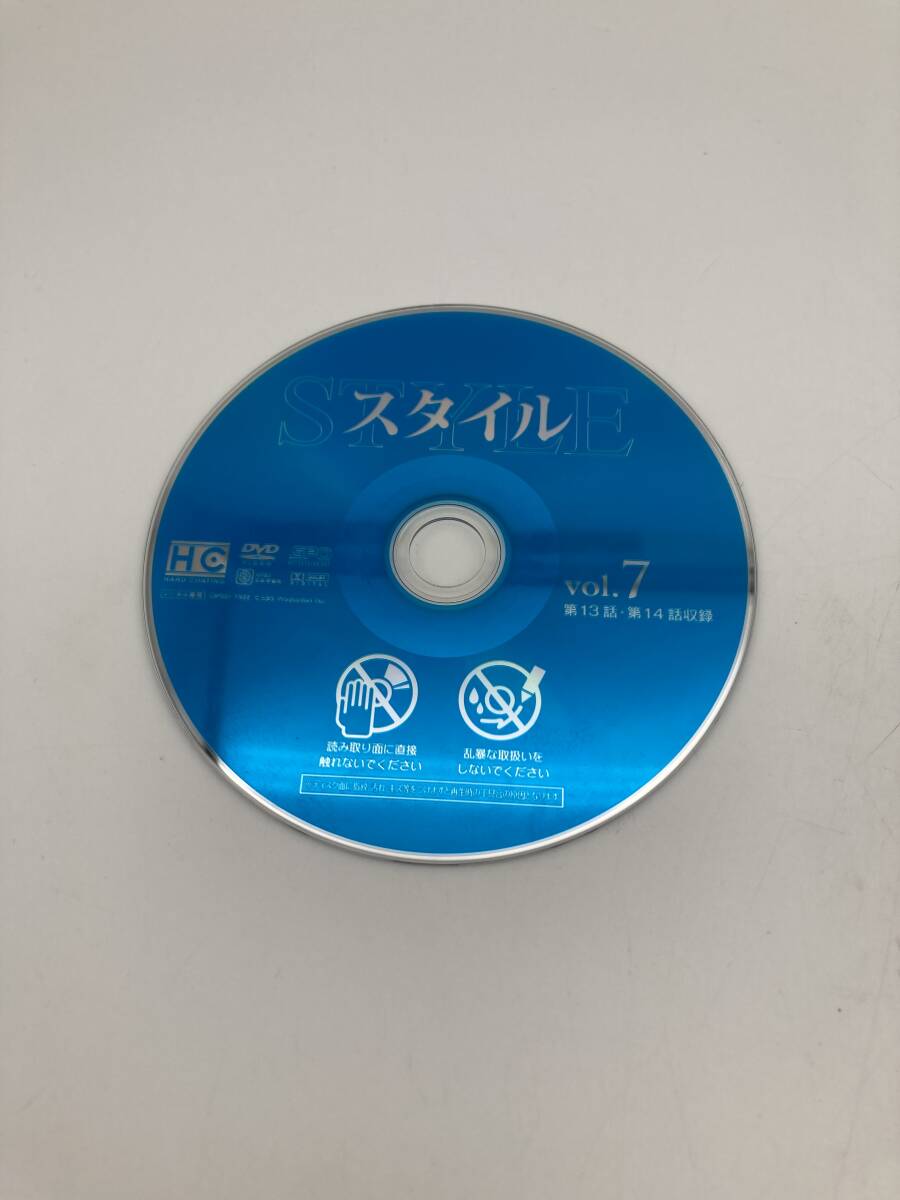 STYLE
スタイル
HC
HARD COATING
DVD
VIDEO
vol.7
第13話・第14話収録
読み取り面に直接
触れないでください
乱暴な取扱いを
しないでください